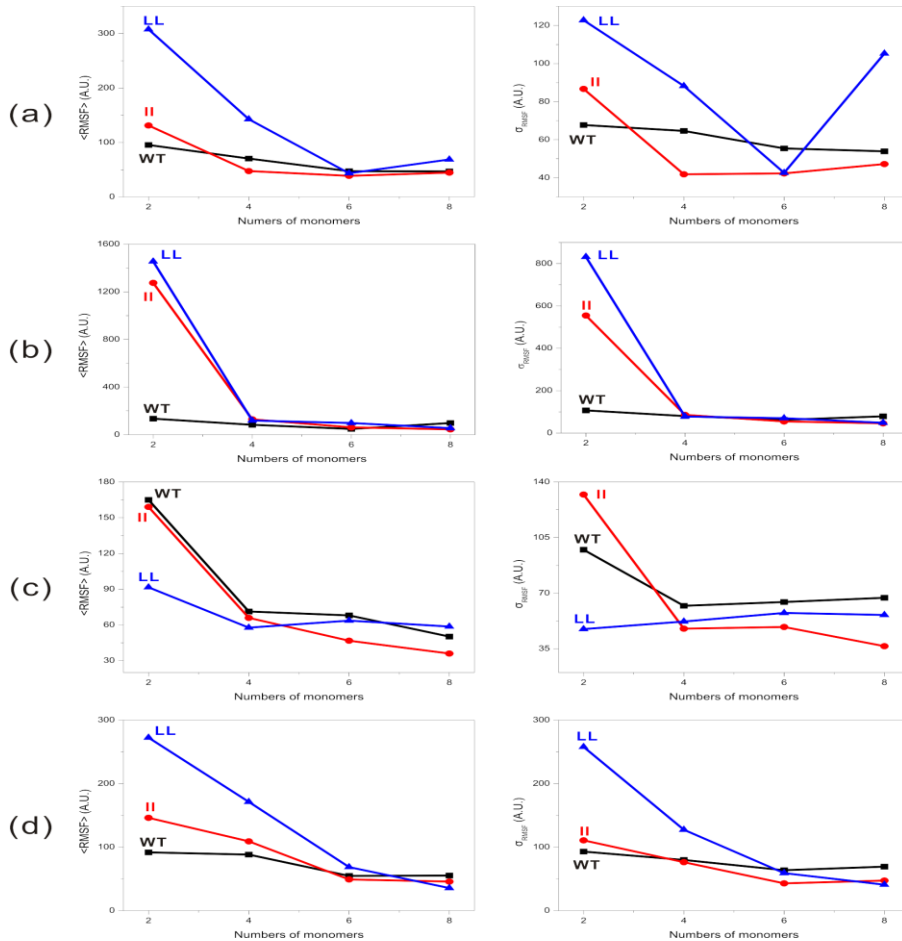 (a)
<RMSF> (A.U.)
300
200
100
0
LL
II
WT
2 4 6 8
Numers of monomers
σRMSF (A.U.)
120
100
80
60
40
LL
II
WT
2 4 6 8
Numbers of monomers
(b)
<RMSF> (A.U.)
1600
1200
800
400
0
LL
II
WT
2 4 6 8
Numbers of monomers
σRMSF (A.U.)
800
600
400
200
0
LL
II
WT
2 4 6 8
Numbers of monomers
(c)
<RMSF> (A.U.)
180
150
120
90
60
30
WT
II
LL
2 4 6 8
Numbers of monomers
σRMSF (A.U.)
140
105
70
35
II
WT
LL
2 4 6 8
Numbers of monomers
(d)
<RMSF> (A.U.)
300
200
100
0
LL
II
WT
2 4 6 8
Numbers of monomers
σRMSF (A.U.)
300
200
100
0
LL
II
WT
2 4 6 8
Numbers of monomers